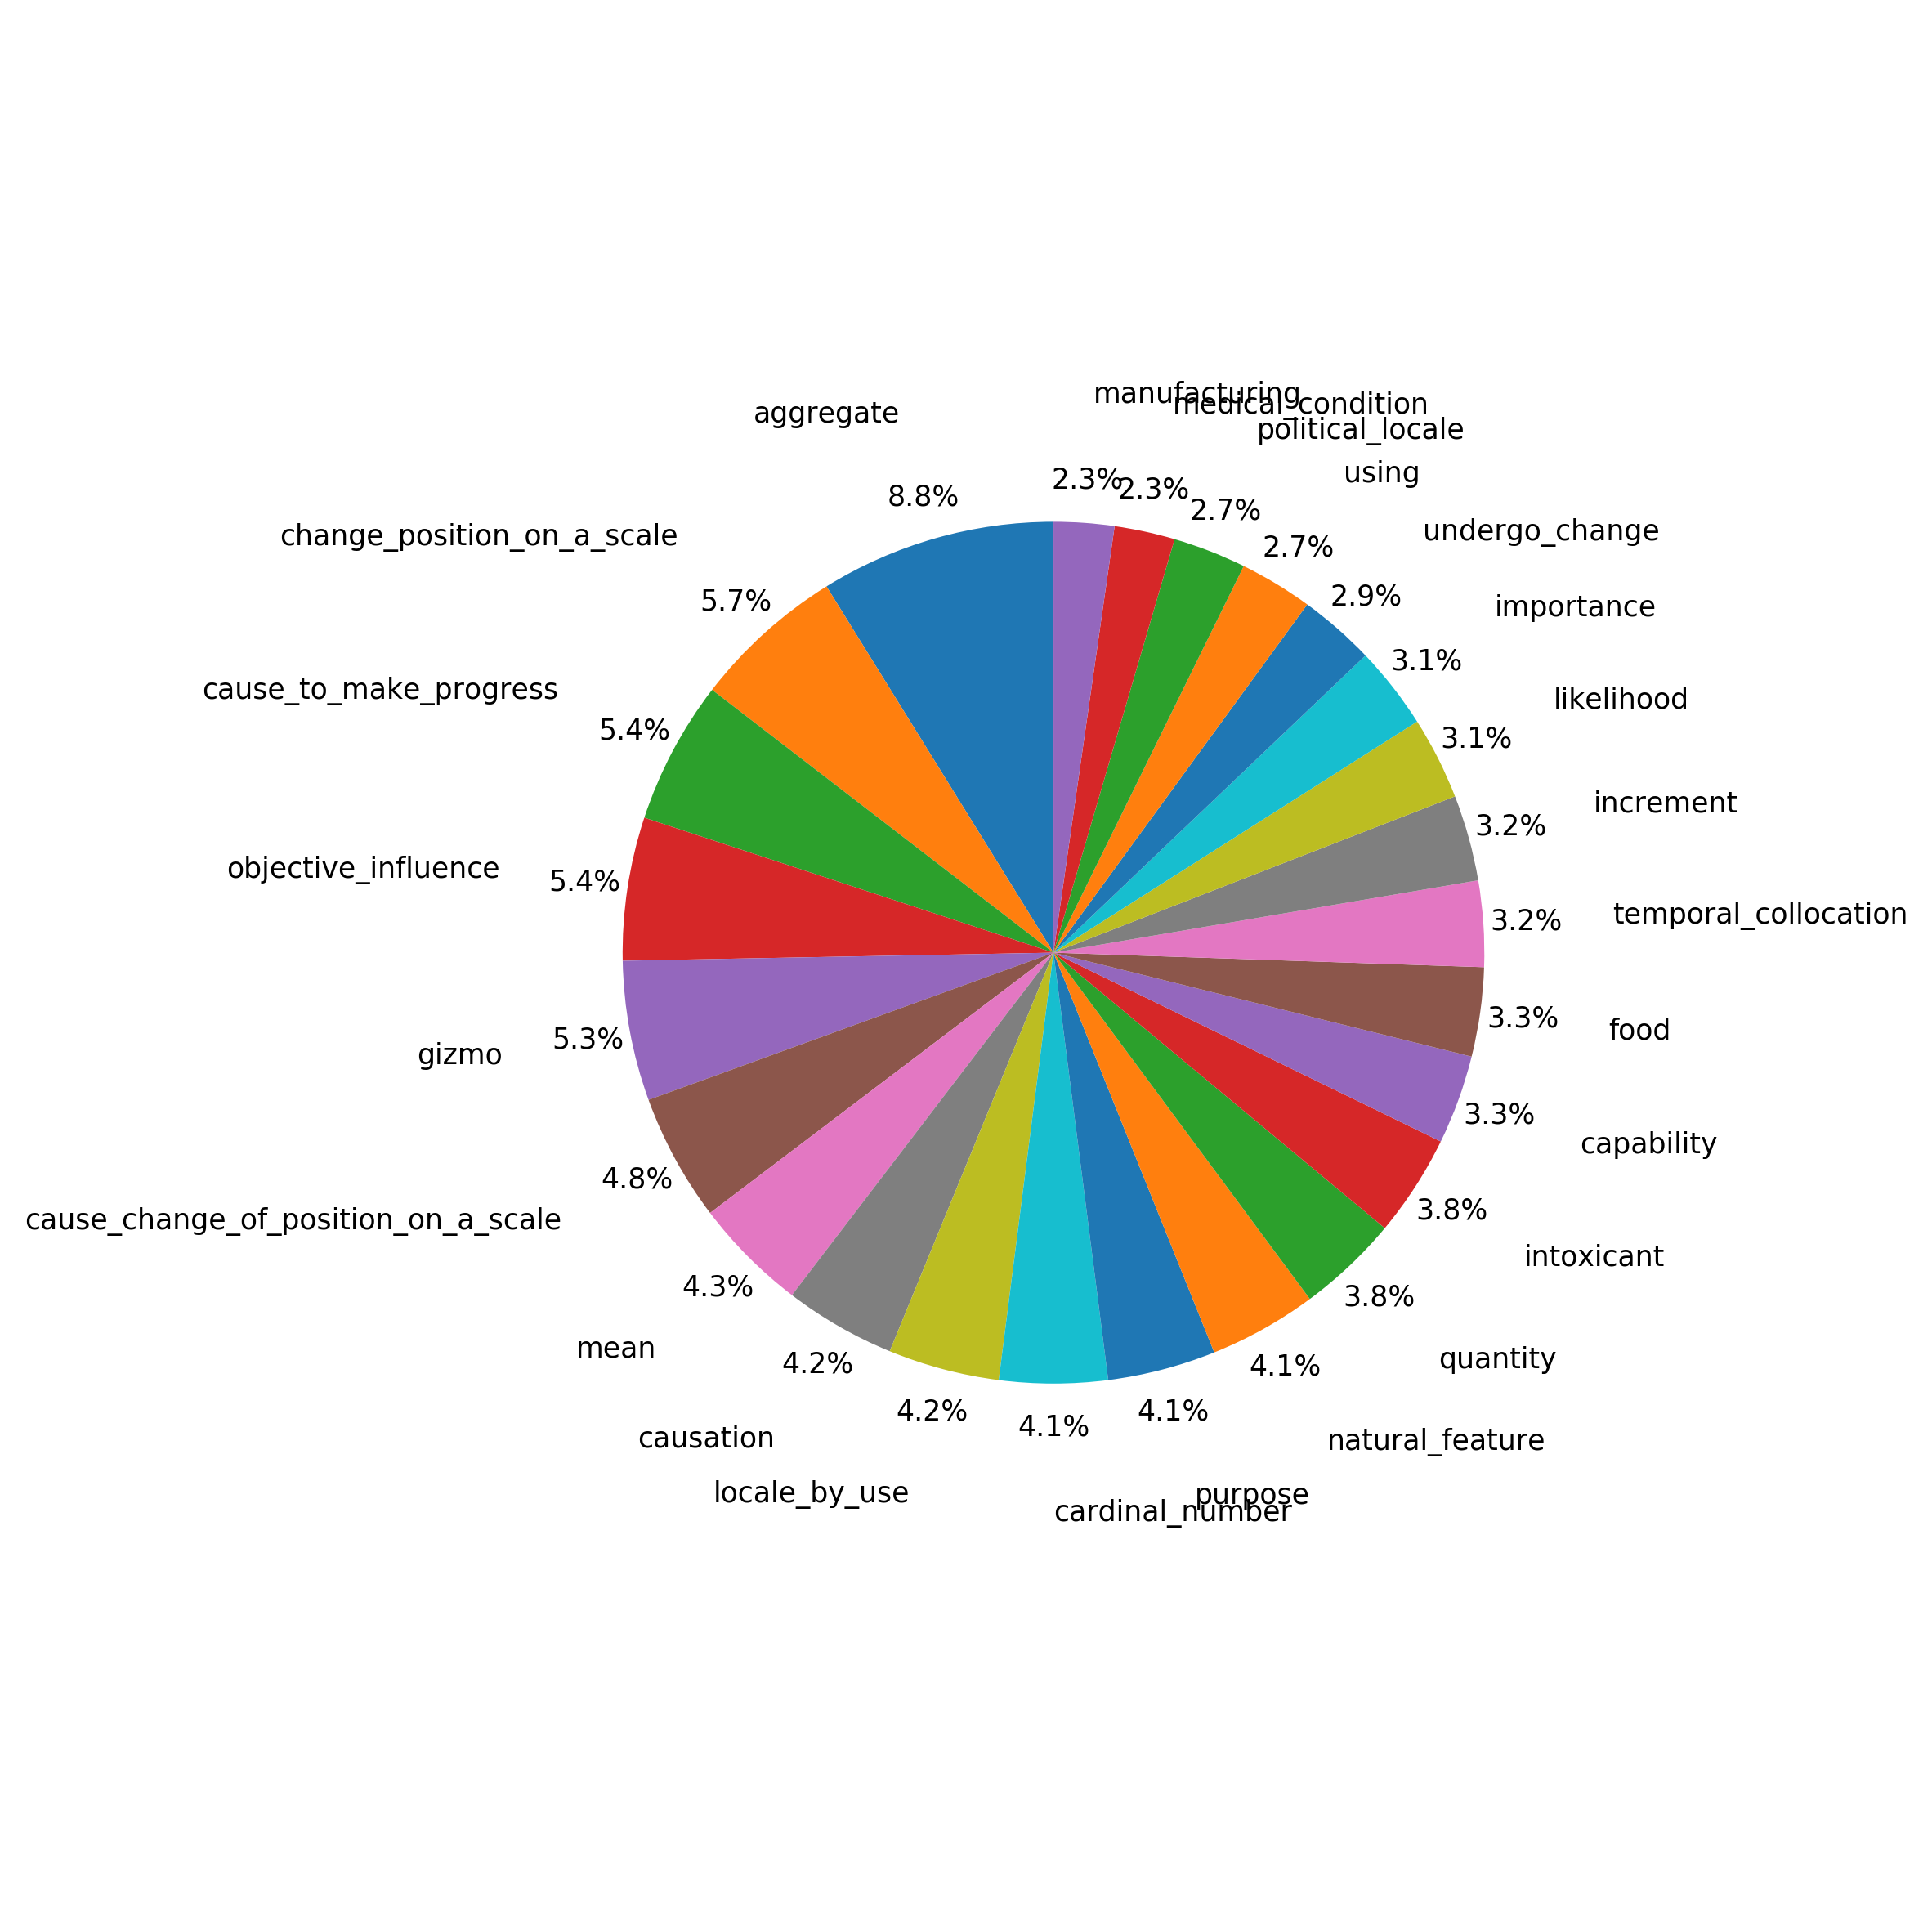 manufacturing
medical_condition
aggregate
political_locale
using
2.3%
2.3%
8.8%
2.7%
undergo_change
change_position_on_a_scale
2.7%
2.9%
5.7%
importance
3.1%
cause_to_make_progress
likelihood
5.4%
3.1%
increment
3.2%
objective_influence
5.4%
temporal_collocation
3.2%
3.3%
food
5.3%
gizmo
3.3%
capability
4.8%
3.8%
cause_change_of_position_on_a_scale
intoxicant
4.3%
3.8%
mean
quantity
4.2%
4.1%
4.2%
4.1%
4.1%
causation
natural_feature
locale_by_use
purpose
cardinal_number